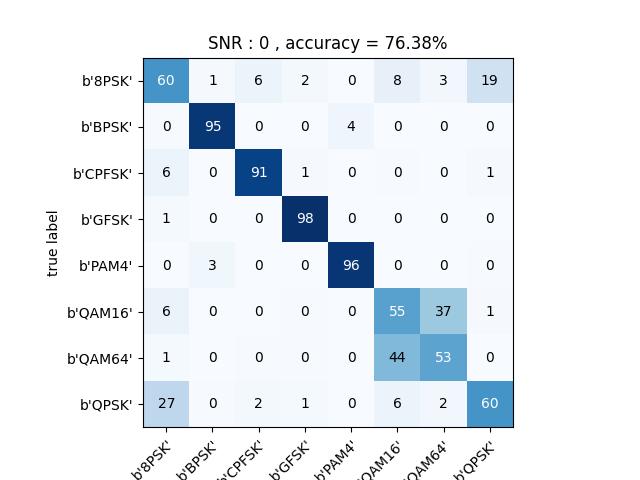 SNR : 0 , accuracy = 76.38%
b'8PSK' 60 1 6 2 0 8 3 19
b'BPSK' 0 95 0 0 4 0 0 0
b'CPFSK' 6 0 91 1 0 0 0 1
b'GFSK' 1 0 0 98 0 0 0 0
true label
b'PAM4' 0 3 0 0 96 0 0 0
b'QAM16' 6 0 0 0 0 55 37 1
b'QAM64' 1 0 0 0 0 44 53 0
b'QPSK' 27 0 2 1 0 6 2 60
b'8PSK' b'BPSK' 'CPFSK' b'GFSK' b'PAM4' 'QAM16' 'QAM64' b'QPSK'